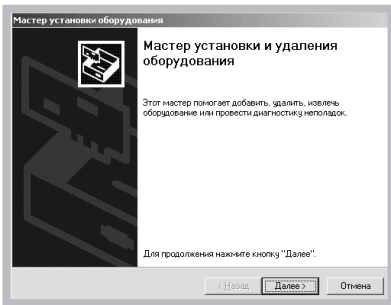 Мастер установки оборудования
Мастер установки и удаления
оборудования
Этот мастер помогает добавить, удалить, извлечь
оборудование или провести диагностику неполадок.
Для продолжения нажмите кнопку "Далее".
< Назад
Далее >
Отмена